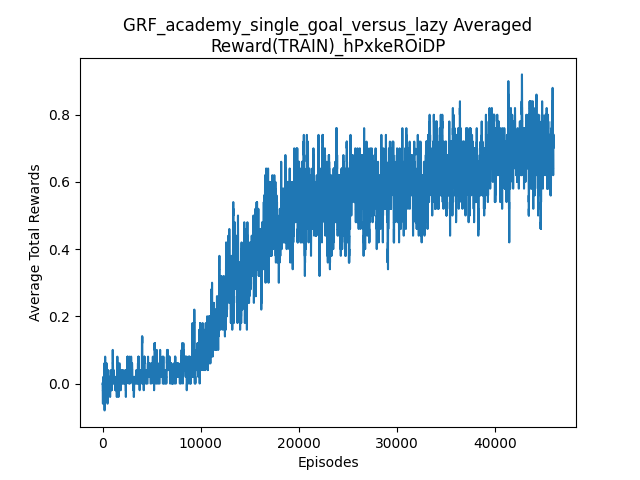 GRF_academy_single_goal_versus_lazy Averaged
Reward(TRAIN)_hPxkeROiDP
Average Total Rewards
0.8
0.6
0.4
0.2
0.0
0
10000
20000
30000
40000
Episodes